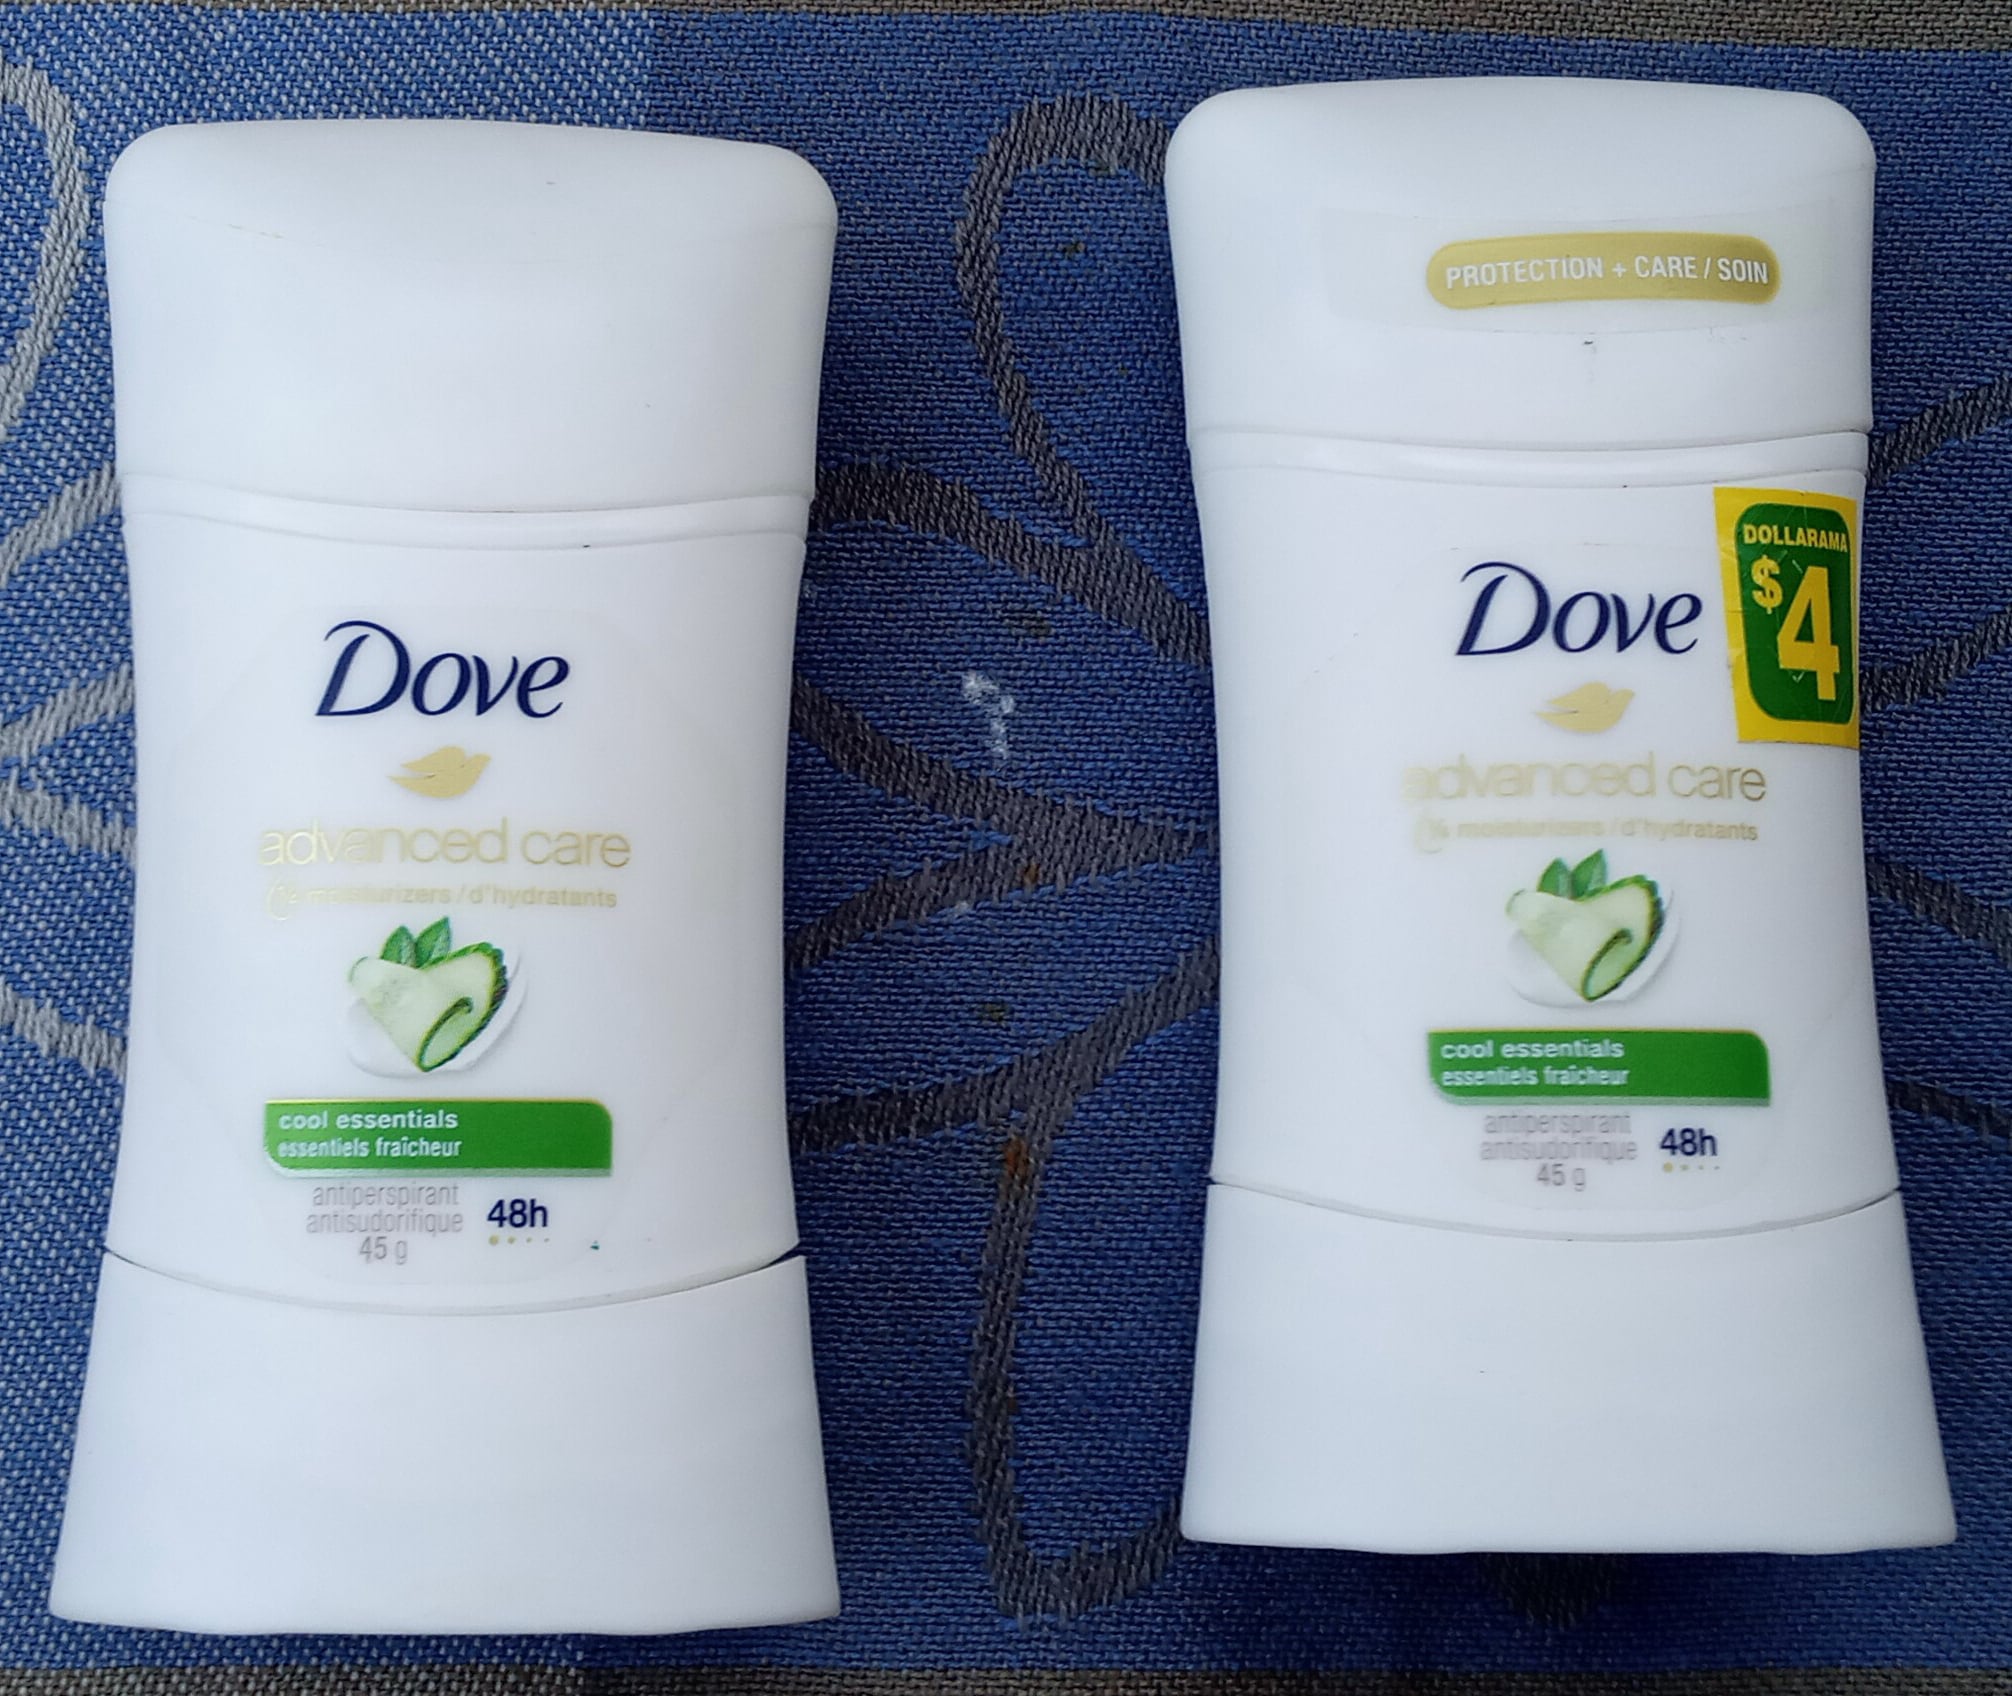 Dove
advanced care
moisturizers / d'hydratants
cool essentials
essentiels fraîcheur
antiperspirant
antisudorifique
48h
45 g
PROTECTION + CARE / SOIN
DOLLARAMA
$4
Dove
advanced care
moisturizers / d'hydratants
cool essentials
essentiels fraîcheur
antiperspirant
antisudorifique
48h
45 g